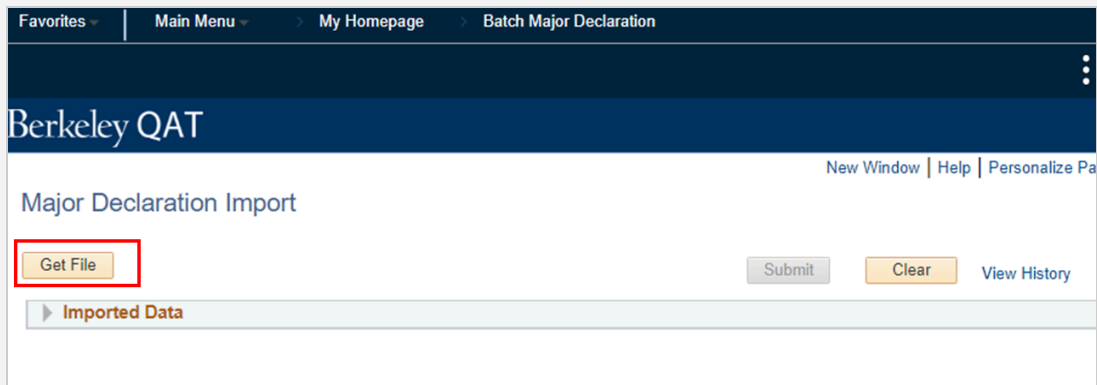 Favorites Main Menu > My Homepage > Batch Major Declaration
Berkeley QAT
New Window | Help | Personalize Pa
Major Declaration Import
Get File Submit Clear View History
Imported Data